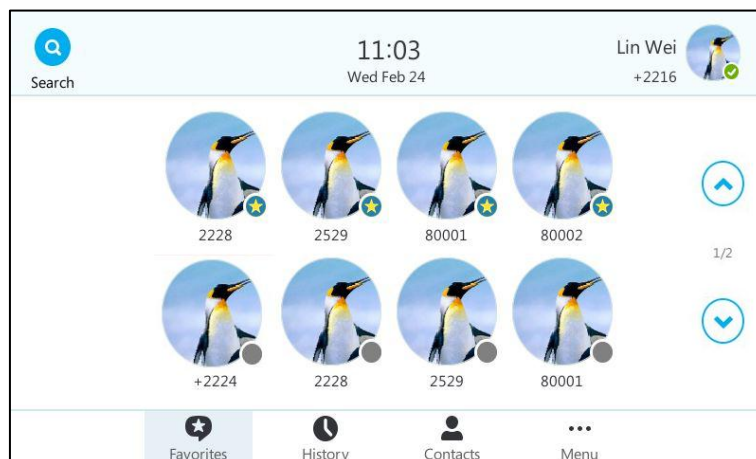 Search
11:03
Wed Feb 24
Lin Wei
+2216
2228
2529
80001
80002
1/2
+2224
2228
2529
80001
Favorites
History
Contacts
Menu